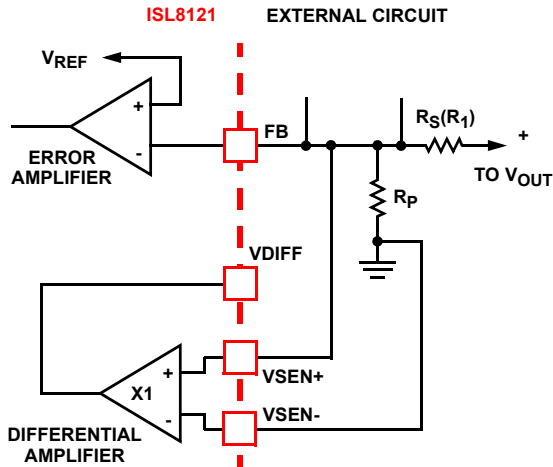 ISL8121 EXTERNAL CIRCUIT
VREF
+
-
ERROR
AMPLIFIER
FB
RS(R1)
+
TO VOUT
RP
VDIFF
X1
+
-
VSEN+
VSEN-
DIFFERENTIAL
AMPLIFIER